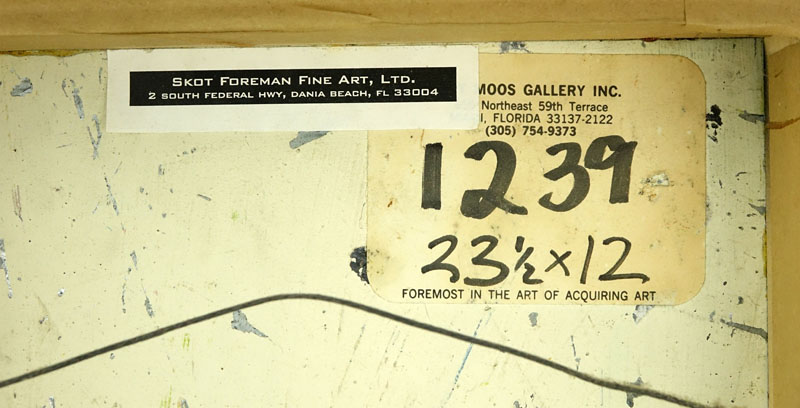 SKOT FOREMAN FINE ART, LTD.
2 SOUTH FEDERAL HWY, DANIA BEACH, FL 33004
MOOS GALLERY INC.
Northeast 59th Terrace
I, FLORIDA 33137-2122
(305) 754-9373
1239
23½ x 12
FOREMOST IN THE ART OF ACQUIRING ART